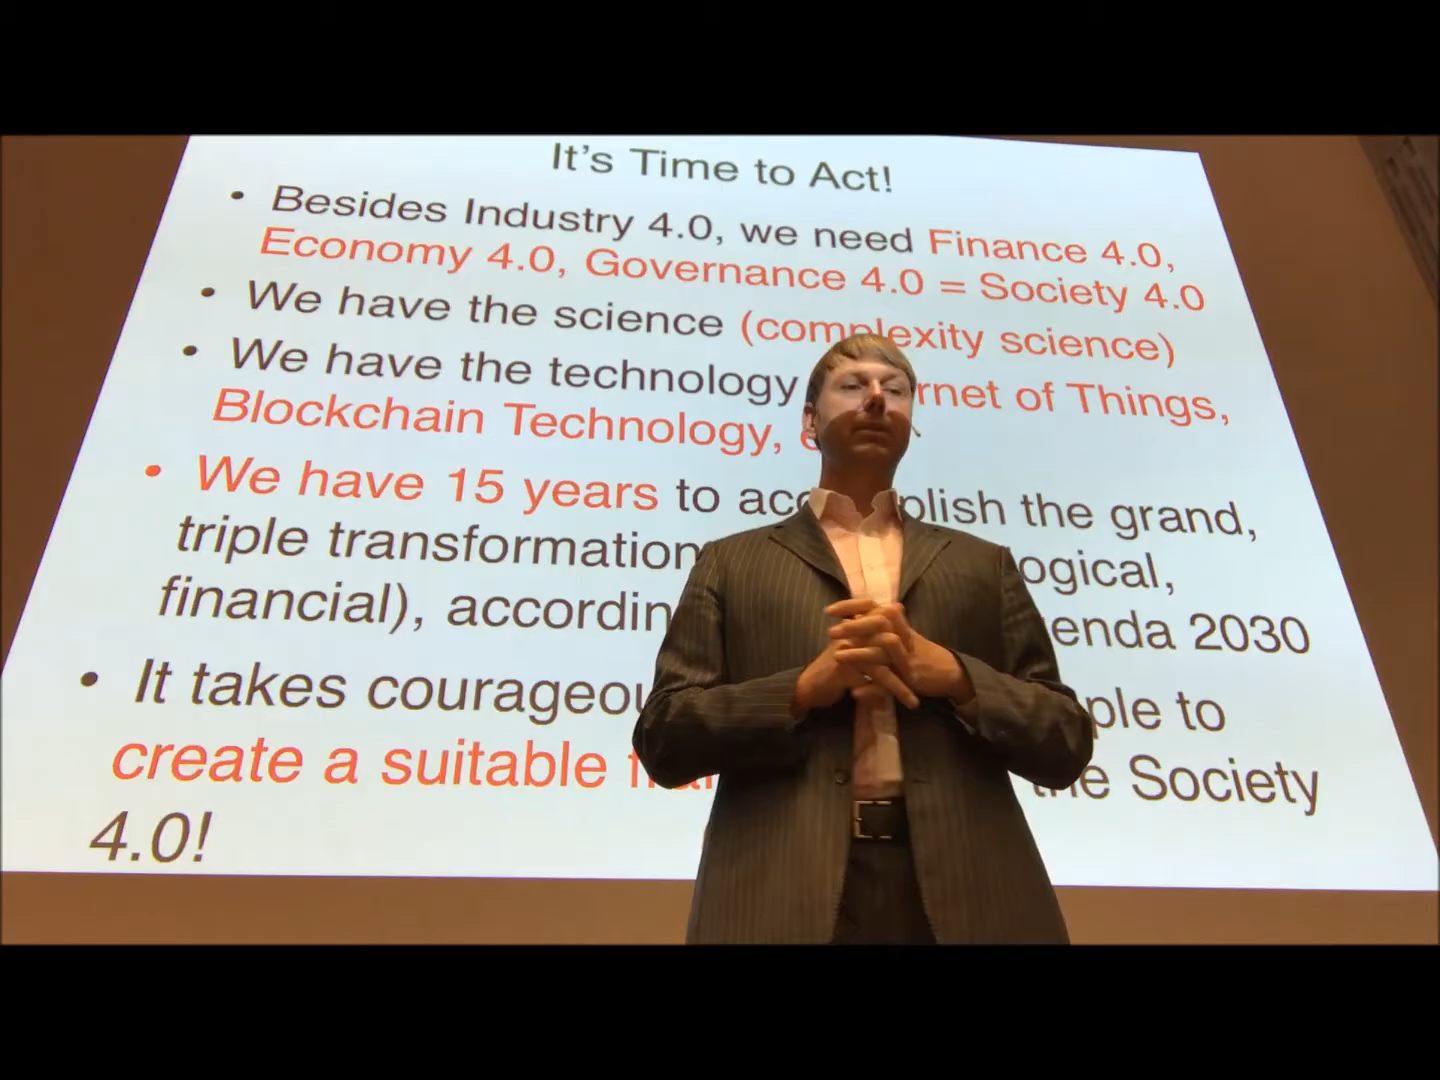 It's Time to Act!
• Besides Industry 4.0, we need Finance 4.0,
Economy 4.0, Governance 4.0 = Society 4.0
• We have the science (complexity science)
• We have the technology rnet of Things,
Blockchain Technology,
• We have 15 years to accomplish the grand,
triple transformation ogical,
financial), accordin enda 2030
• It takes courageou ple to
create a suitable the Society
4.0!